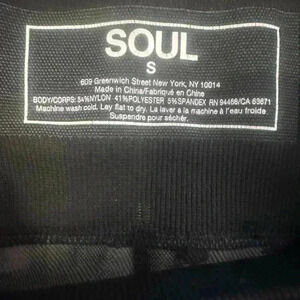 SOUL
S
609 Greenwich Street New York, NY 10014
Made in China/Fabriqué en Chine
BODY/CORPS: 54%NYLON 41%POLYESTER 5%SPANDEX RN 94466/CA 63671
Machine wash cold. Lay flat to dry. La laver a la machine à l'eau froide
Suspendre pour sécher.